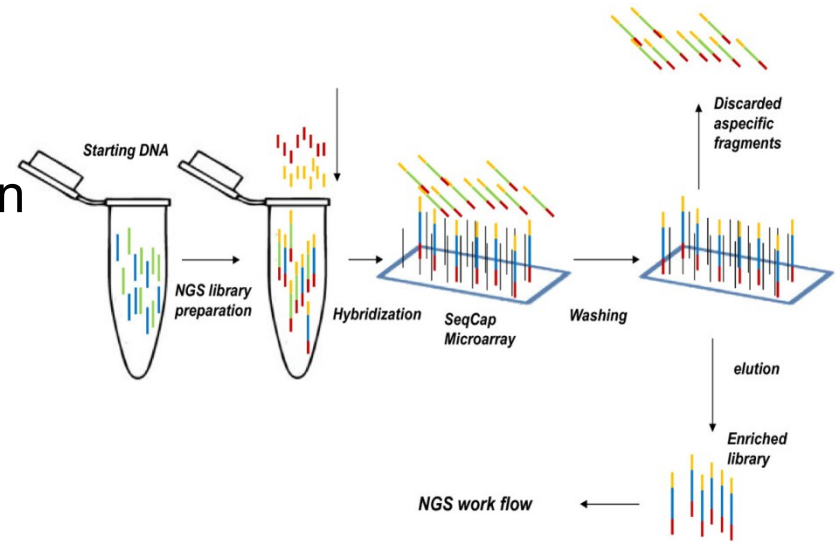 Discarded
aspecific
fragments
Starting DNA
n
NGS library
preparation
Hybridization
SeqCap
Microarray
Washing
elution
Enriched
library
NGS work flow